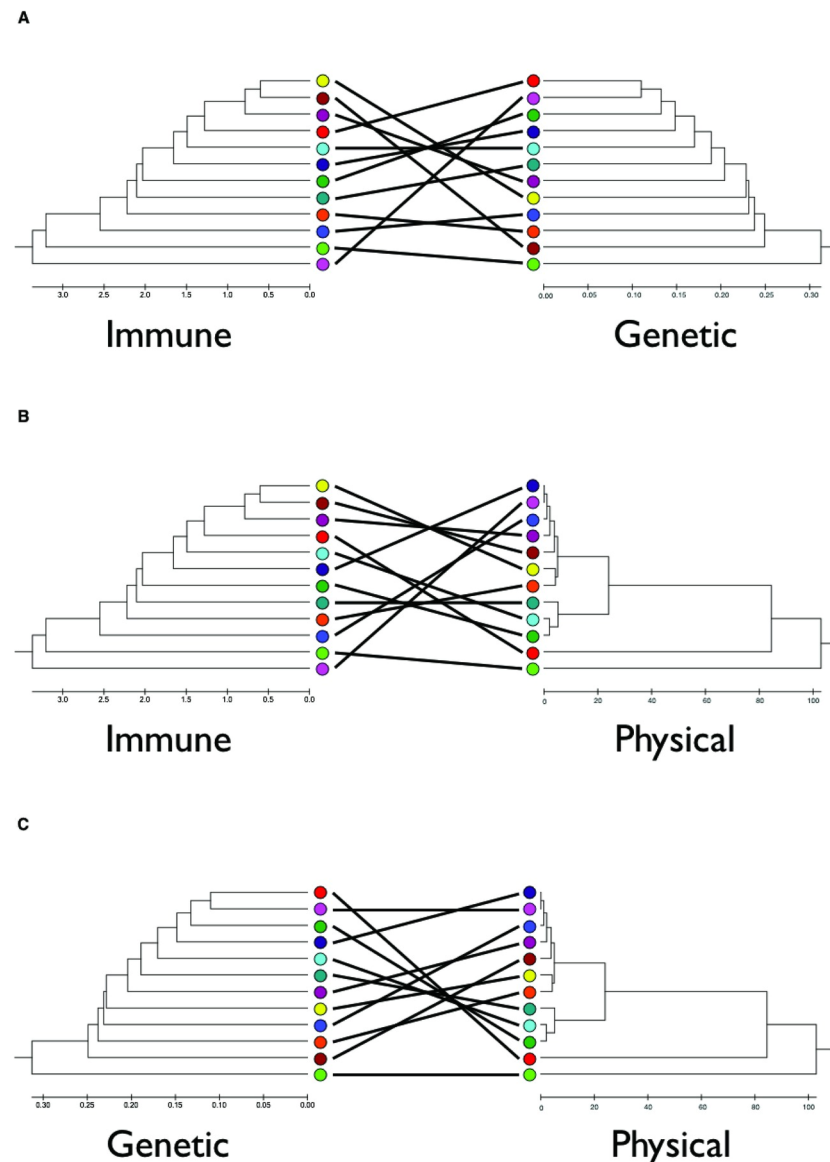 A
3.0 2.5 2.0 1.5 1.0 0.5 0.0 0.00 0.05 0.10 0.15 0.20 0.25 0.30
Immune Genetic
B
3.0 2.5 2.0 1.5 1.0 0.5 0.0 0 20 40 60 80 100
Immune Physical
C
0.30 0.25 0.20 0.15 0.10 0.05 0.00 0 20 40 60 80 100
Genetic Physical